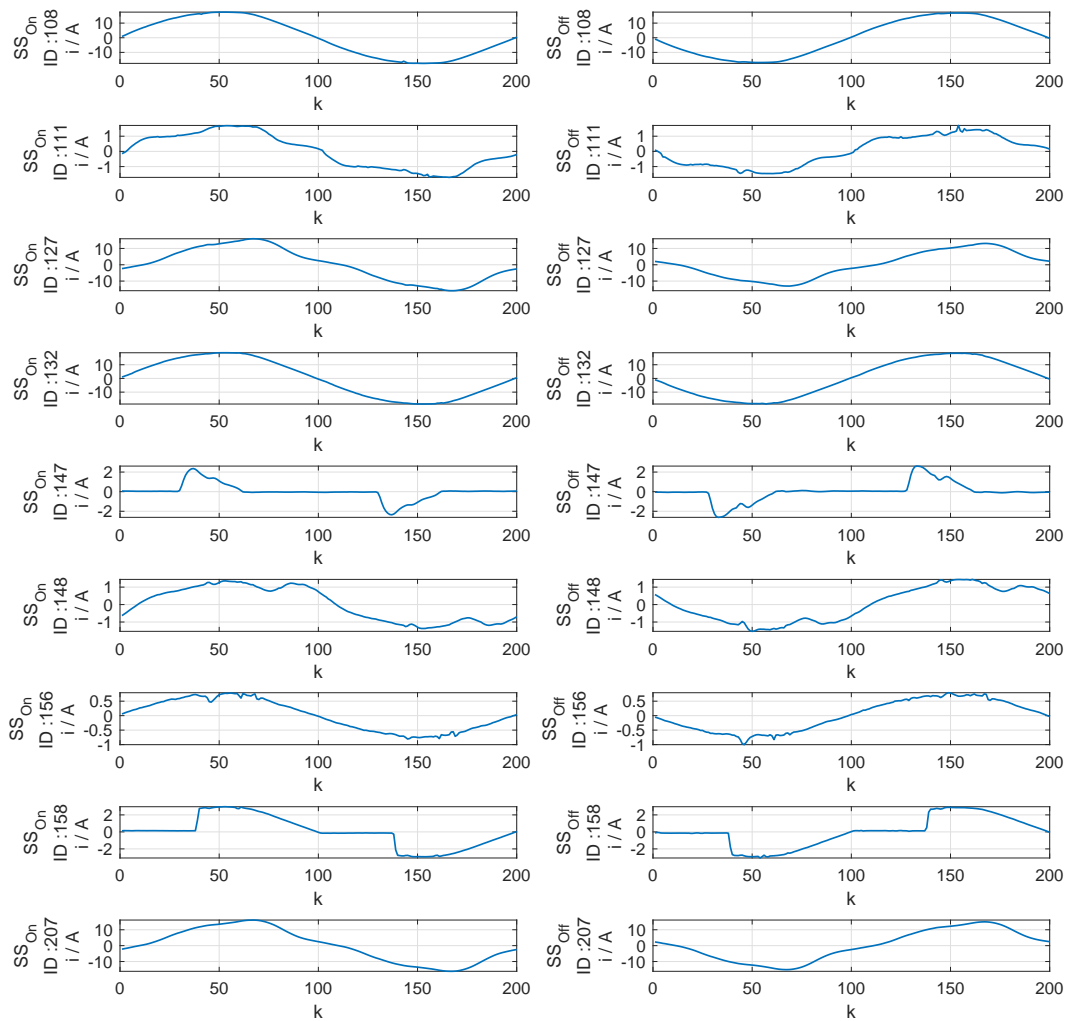 SS_On
ID :108
i / A
10
0
-10
0 50 100 150 200
k
SS_Off
ID :108
i / A
10
0
-10
0 50 100 150 200
k
SS_On
ID :111
i / A
1
0
-1
0 50 100 150 200
k
SS_Off
ID :111
i / A
1
0
-1
0 50 100 150 200
k
SS_On
ID :127
i / A
10
0
-10
0 50 100 150 200
k
SS_Off
ID :127
i / A
10
0
-10
0 50 100 150 200
k
SS_On
ID :132
i / A
10
0
-10
0 50 100 150 200
k
SS_Off
ID :132
i / A
10
0
-10
0 50 100 150 200
k
SS_On
ID :147
i / A
2
0
-2
0 50 100 150 200
k
SS_Off
ID :147
i / A
2
0
-2
0 50 100 150 200
k
SS_On
ID :148
i / A
1
0
-1
0 50 100 150 200
k
SS_Off
ID :148
i / A
1
0
-1
0 50 100 150 200
k
SS_On
ID :156
i / A
0.5
0
-0.5
-1
0 50 100 150 200
k
SS_Off
ID :156
i / A
0.5
0
-0.5
-1
0 50 100 150 200
k
SS_On
ID :158
i / A
2
0
-2
0 50 100 150 200
k
SS_Off
ID :158
i / A
2
0
-2
0 50 100 150 200
k
SS_On
ID :207
i / A
10
0
-10
0 50 100 150 200
k
SS_Off
ID :207
i / A
10
0
-10
0 50 100 150 200
k